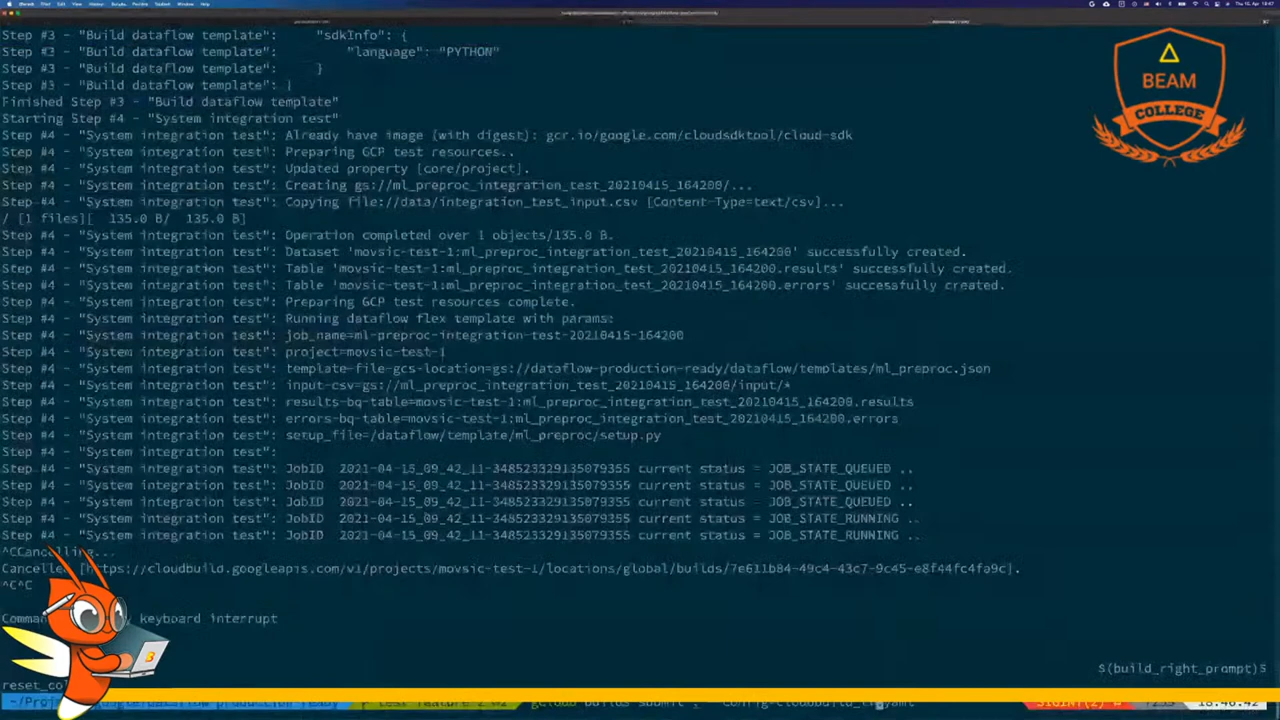 Step #3 - "Build dataflow template":     "sdkInfo": {
Step #3 - "Build dataflow template":         "language": "PYTHON"
Step #3 - "Build dataflow template":     }
Step #3 - "Build dataflow template": }
Finished Step #3 - "Build dataflow template"
Starting Step #4 - "System integration test"
Step #4 - "System integration test": Already have image (with digest): gcr.io/google.com/cloudsdktool/cloud-sdk
Step #4 - "System integration test": Preparing GCP test resources..
Step #4 - "System integration test": Updated property [core/project].
Step #4 - "System integration test": Creating gs://ml_preproc_integration_test_20210415_164200/...
Step #4 - "System integration test": Copying file://data/integration_test_input.csv [Content-Type=text/csv]...
/ [1 files][  135.0 B/  135.0 B]
Step #4 - "System integration test": Operation completed over 1 objects/135.0 B.
Step #4 - "System integration test": Dataset 'movsic-test-1:ml_preproc_integration_test_20210415_164200' successfully created.
Step #4 - "System integration test": Table 'movsic-test-1:ml_preproc_integration_test_20210415_164200.results' successfully created.
Step #4 - "System integration test": Table 'movsic-test-1:ml_preproc_integration_test_20210415_164200.errors' successfully created.
Step #4 - "System integration test": Preparing GCP test resources complete.
Step #4 - "System integration test": Running dataflow flex template with params:
Step #4 - "System integration test": job_name=ml-preproc-integration-test-20210415-164200
Step #4 - "System integration test": project=movsic-test-1
Step #4 - "System integration test": template-file-gcs-location=gs://dataflow-production-ready/dataflow/templates/ml_preproc.json
Step #4 - "System integration test": input-csv=gs://ml_preproc_integration_test_20210415_164200/input/*
Step #4 - "System integration test": results-bq-table=movsic-test-1:ml_preproc_integration_test_20210415_164200.results
Step #4 - "System integration test": errors-bq-table=movsic-test-1:ml_preproc_integration_test_20210415_164200.errors
Step #4 - "System integration test": setup_file=/dataflow/template/ml_preproc/setup.py
Step #4 - "System integration test":
Step #4 - "System integration test": JobID  2021-04-15_09_42_11-348523329135079355 current status = JOB_STATE_QUEUED ..
Step #4 - "System integration test": JobID  2021-04-15_09_42_11-348523329135079355 current status = JOB_STATE_QUEUED ..
Step #4 - "System integration test": JobID  2021-04-15_09_42_11-348523329135079355 current status = JOB_STATE_QUEUED ..
Step #4 - "System integration test": JobID  2021-04-15_09_42_11-348523329135079355 current status = JOB_STATE_RUNNING ..
Step #4 - "System integration test": JobID  2021-04-15_09_42_11-348523329135079355 current status = JOB_STATE_RUNNING ..
^CCancelling...
Cancelled [https://cloudbuild.googleapis.com/v1/projects/movsic-test-1/locations/global/builds/7e611b84-49c4-43c7-9c45-e8f44fc4fa9c].
^C^C
keyboard interrupt
$(build_right_prompt)$
BEAM
COLLEGE